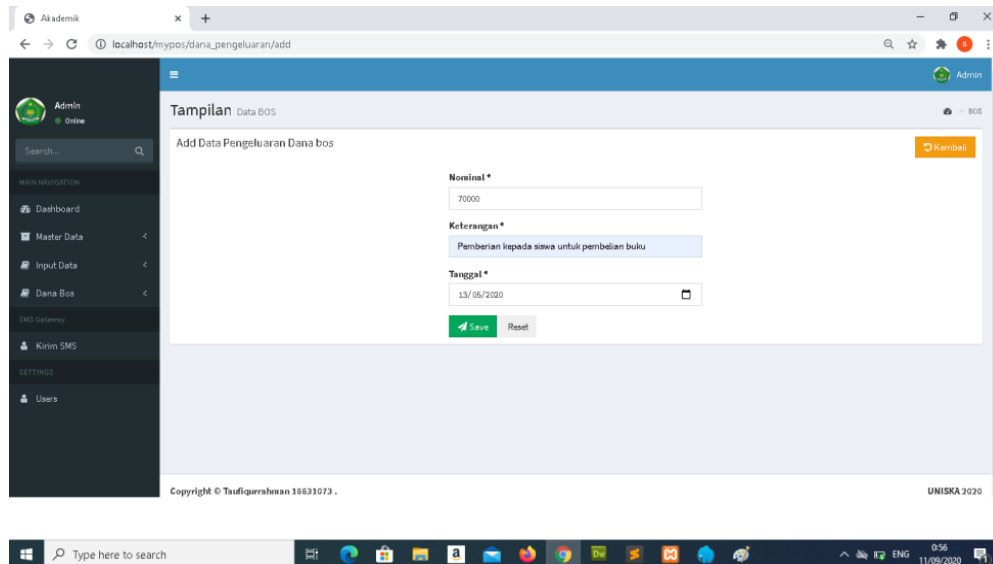 Akademik
localhost/mypos/dana_pengeluaran/add
S
Admin
Admin
Online
Tampilan Data BOS
BOS
Search...
Add Data Pengeluaran Dana bos
Kembali
MAIN NAVIGATION
Dashboard
Master Data
Input Data
Dana Bos
SMS Gateway
Kirim SMS
SETTINGS
Users
Nominal *
70000
Keterangan *
Pemberian kepada siswa untuk pembelian buku
Tanggal *
13/05/2020
Save Reset
Copyright © Taufiqurrahman 16631073 .
UNISKA 2020
Type here to search
a
Dw
ENG
0:56
11/09/2020